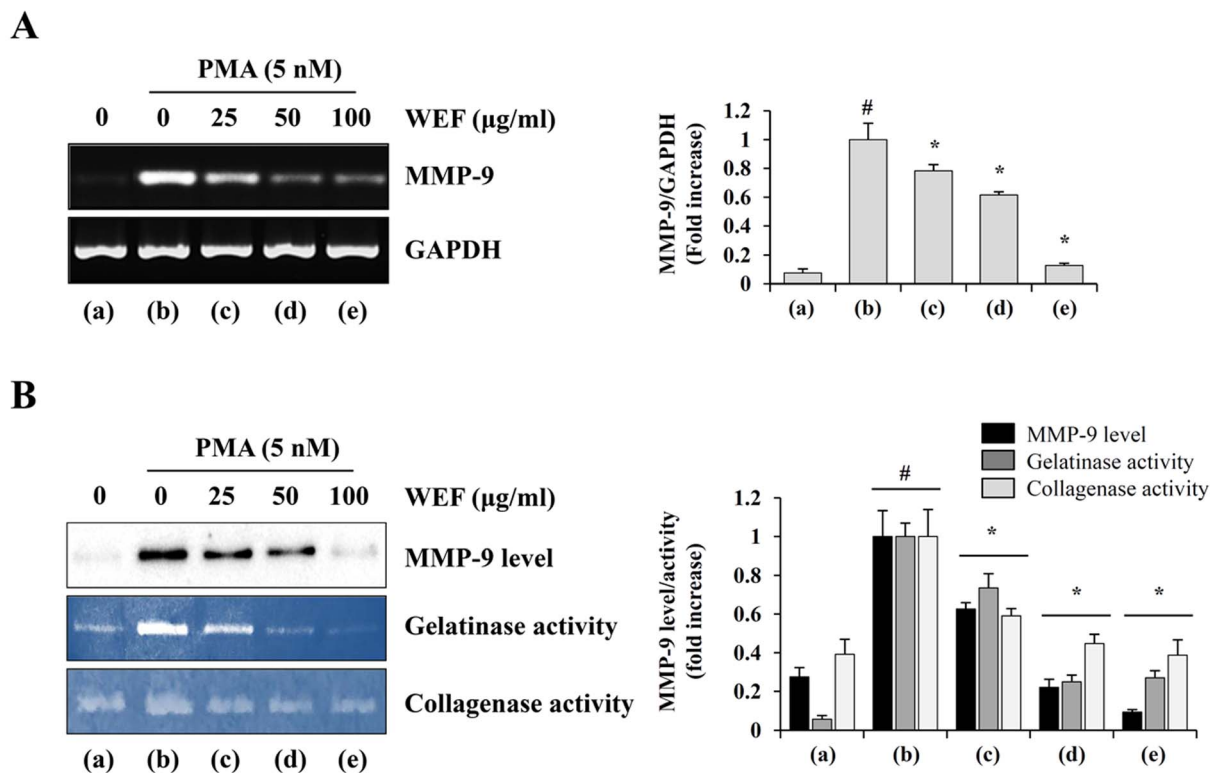 A
PMA (5 nM)
0 0 25 50 100 WEF (µg/ml)
MMP-9
GAPDH
(a) (b) (c) (d) (e)
MMP-9/GAPDH
(Fold increase)
1.2
1
0.8
0.6
0.4
0.2
0
#
*
*
*
(a) (b) (c) (d) (e)
B
PMA (5 nM)
0 0 25 50 100 WEF (µg/ml)
MMP-9 level
Gelatinase activity
Collagenase activity
(a) (b) (c) (d) (e)
MMP-9 level
Gelatinase activity
Collagenase activity
MMP-9 level/activity
(fold increase)
1.2
1
0.8
0.6
0.4
0.2
0
#
*
*
*
(a) (b) (c) (d) (e)